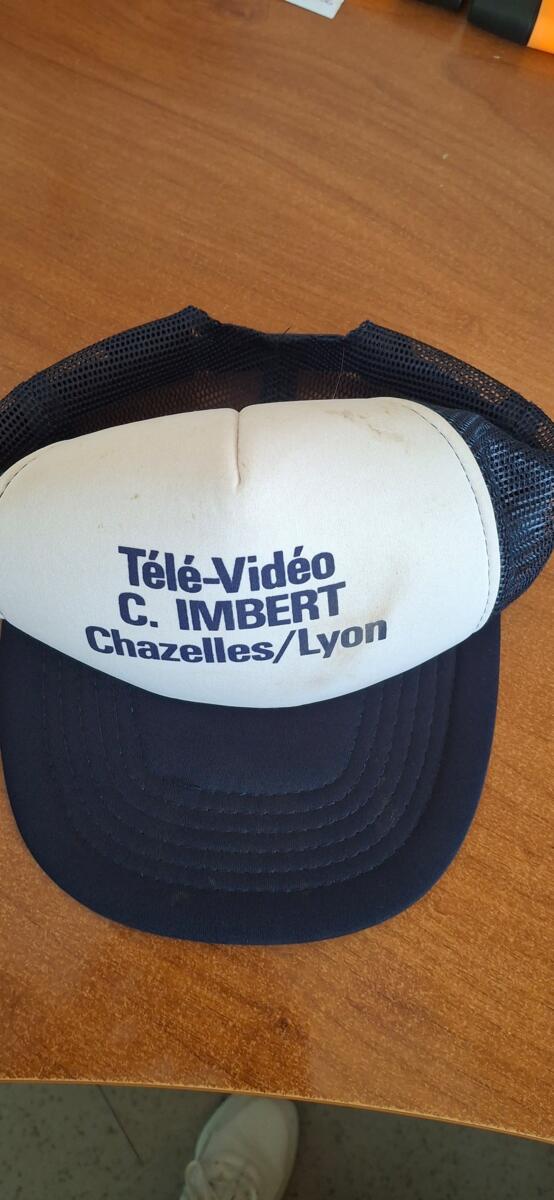 Télé-Vidéo
C. IMBERT
Chazelles/Lyon